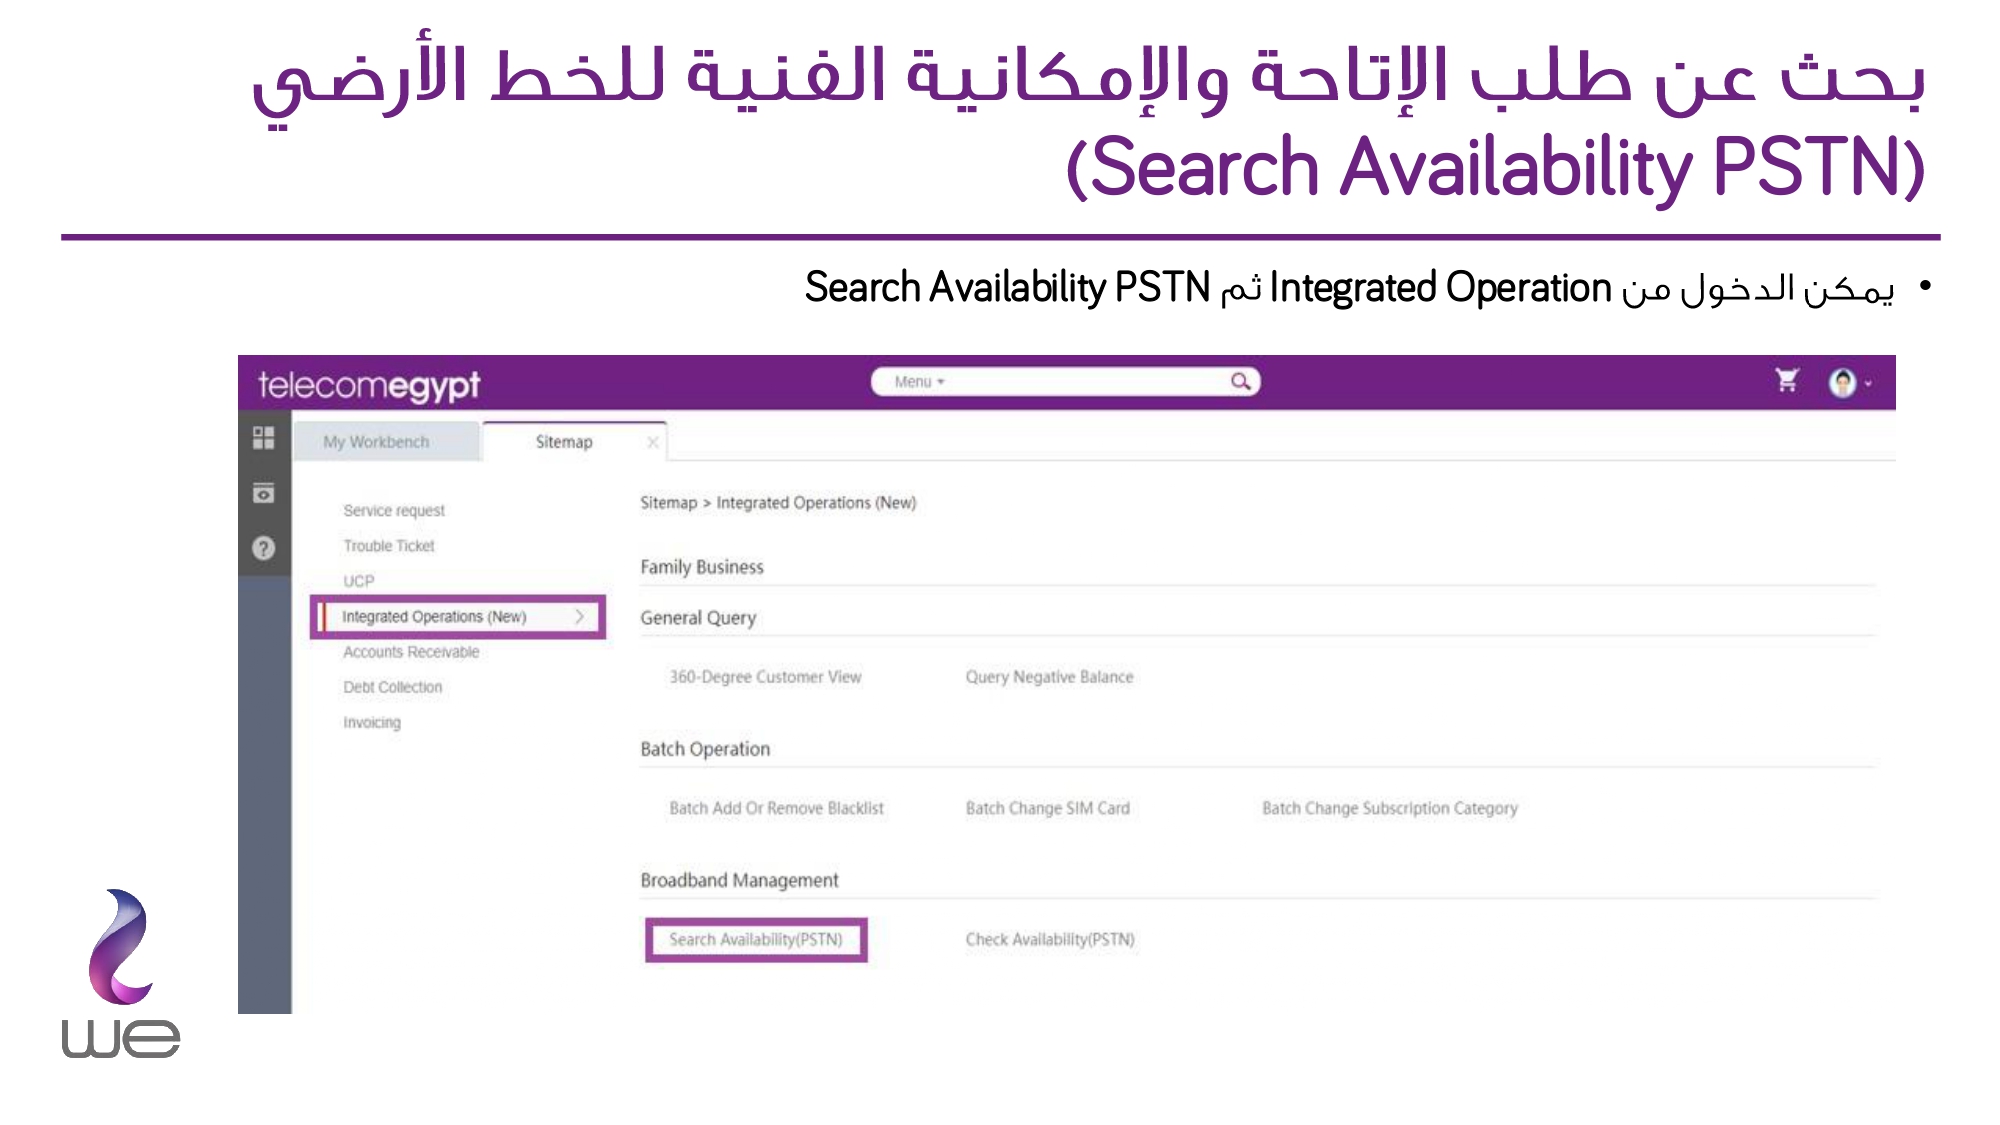 بحث عن طلب الإتاحة والإمكانية الفنية للخط الأرضي
(Search Availability PSTN)
• يمكن الدخول من Integrated Operation ثم Search Availability PSTN
telecomegypt
Menu
My Workbench
Sitemap
Service request
Trouble Ticket
UCP
Integrated Operations (New)
Accounts Receivable
Debt Collection
Invoicing
Sitemap > Integrated Operations (New)
Family Business
General Query
360-Degree Customer View
Query Negative Balance
Batch Operation
Batch Add Or Remove Blacklist
Batch Change SIM Card
Batch Change Subscription Category
Broadband Management
Search Availability(PSTN)
Check Availability(PSTN)
we